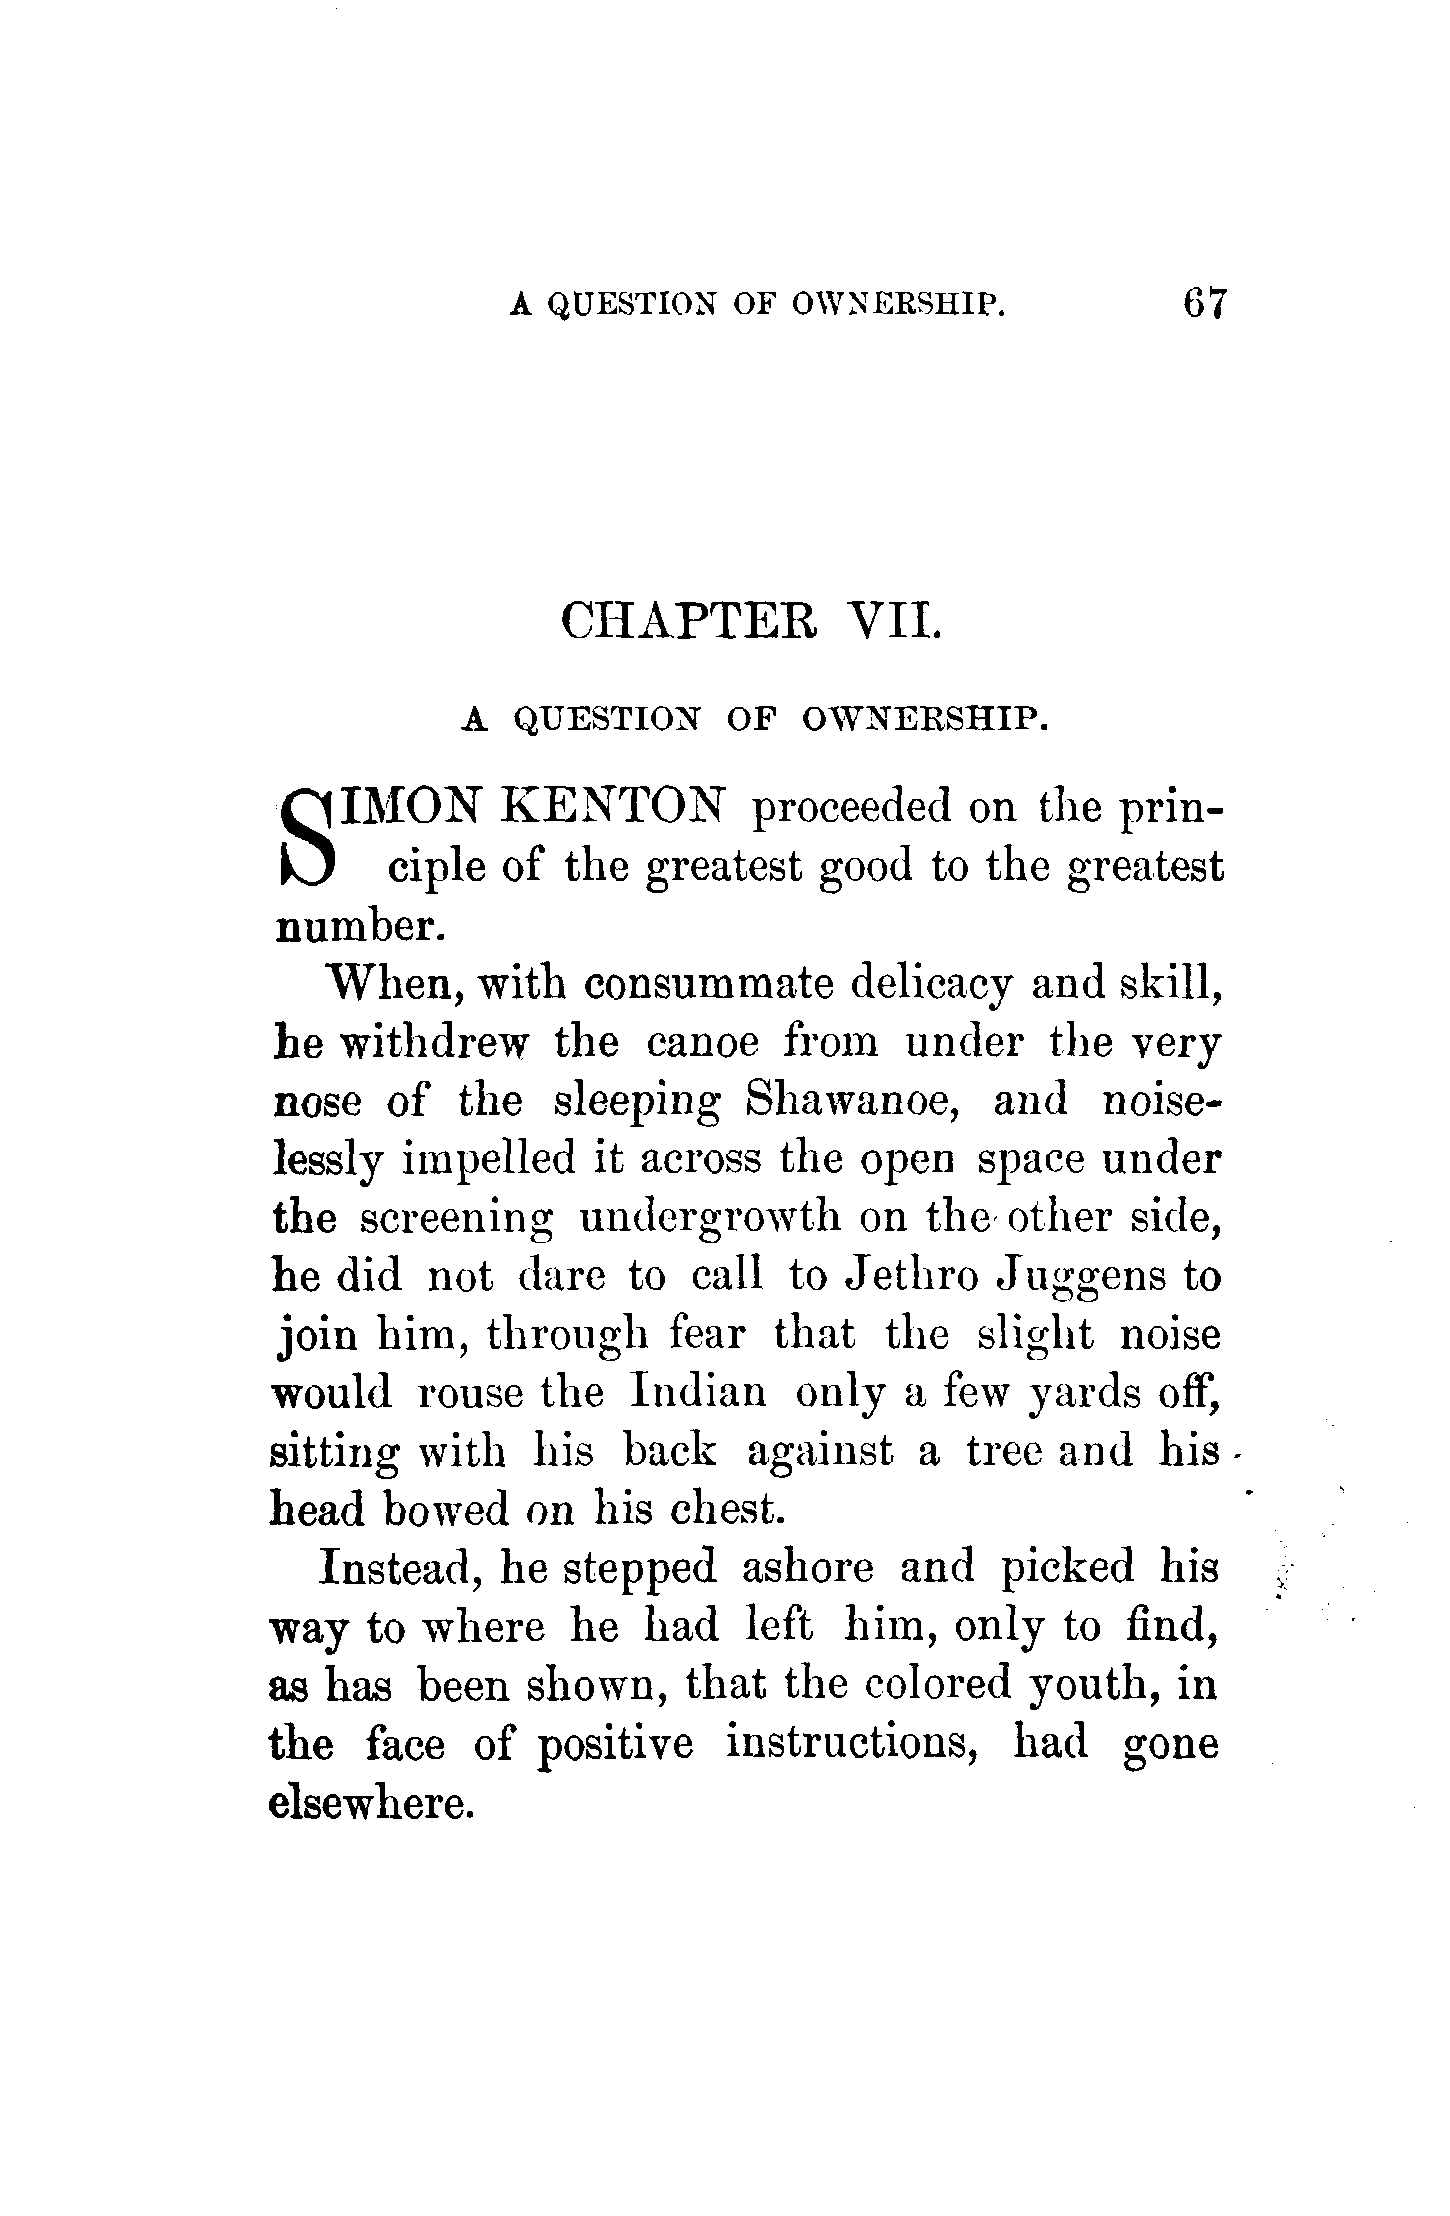 A QUESTION OF OWNERSHIP. 67
CHAPTER VII.
A QUESTION OF OWNERSHIP.
SIMON KENTON proceeded on the prin-
ciple of the greatest good to the greatest
number.
When, with consummate delicacy and skill,
he withdrew the canoe from under the very
nose of the sleeping Shawanoe, and noise-
lessly impelled it across the open space under
the screening undergrowth on the other side,
he did not dare to call to Jethro Juggens to
join him, through fear that the slight noise
would rouse the Indian only a few yards off,
sitting with his back against a tree and his
head bowed on his chest.
Instead, he stepped ashore and picked his
way to where he had left him, only to find,
as has been shown, that the colored youth, in
the face of positive instructions, had gone
elsewhere.